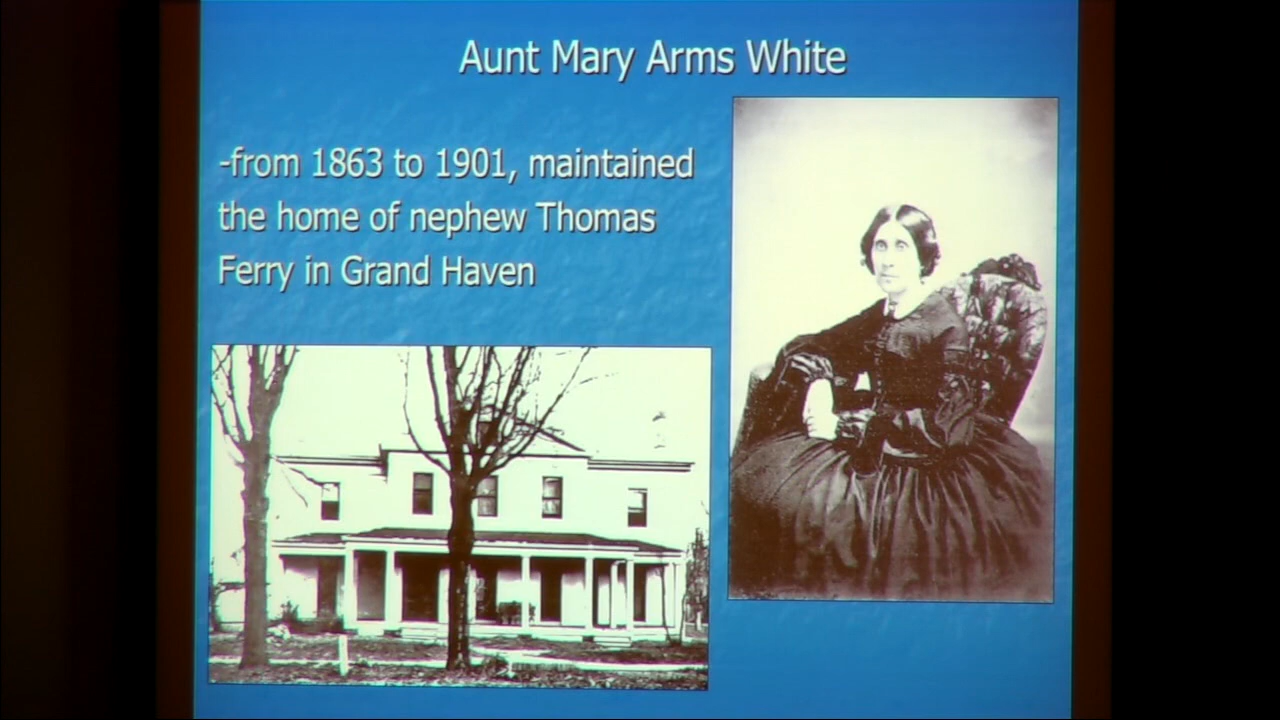 Aunt Mary Arms White
-from 1863 to 1901, maintained
the home of nephew Thomas
Ferry in Grand Haven